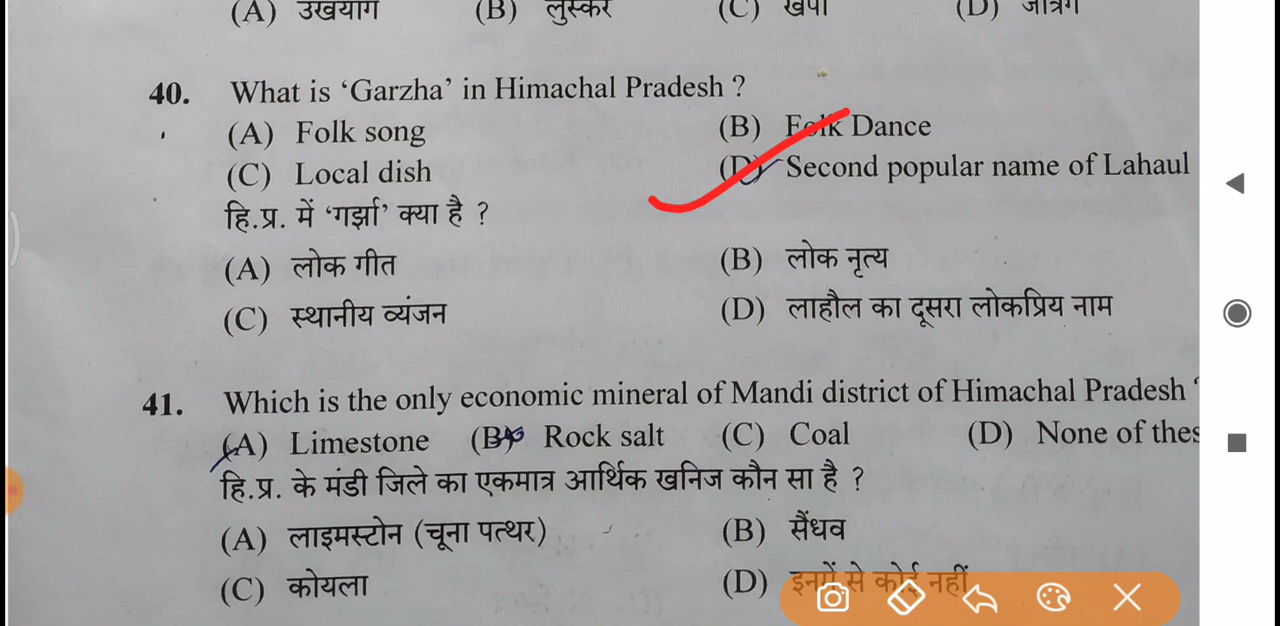 (A) उखयांग (B) लुस्कर (C) खेपा (D) जात्रंग
40. What is ‘Garzha’ in Himachal Pradesh ?
(A) Folk song (B) Folk Dance
(C) Local dish (D) Second popular name of Lahaul
हि.प्र. में ‘गर्झा’ क्या है ?
(A) लोक गीत (B) लोक नृत्य
(C) स्थानीय व्यंजन (D) लाहौल का दूसरा लोकप्रिय नाम
41. Which is the only economic mineral of Mandi district of Himachal Pradesh
(A) Limestone (B) Rock salt (C) Coal (D) None of thes
हि.प्र. के मंडी जिले का एकमात्र आर्थिक खनिज कौन सा है ?
(A) लाइमस्टोन (चूना पत्थर) (B) सैंधव
(C) कोयला (D) इनमें से कोई नहीं